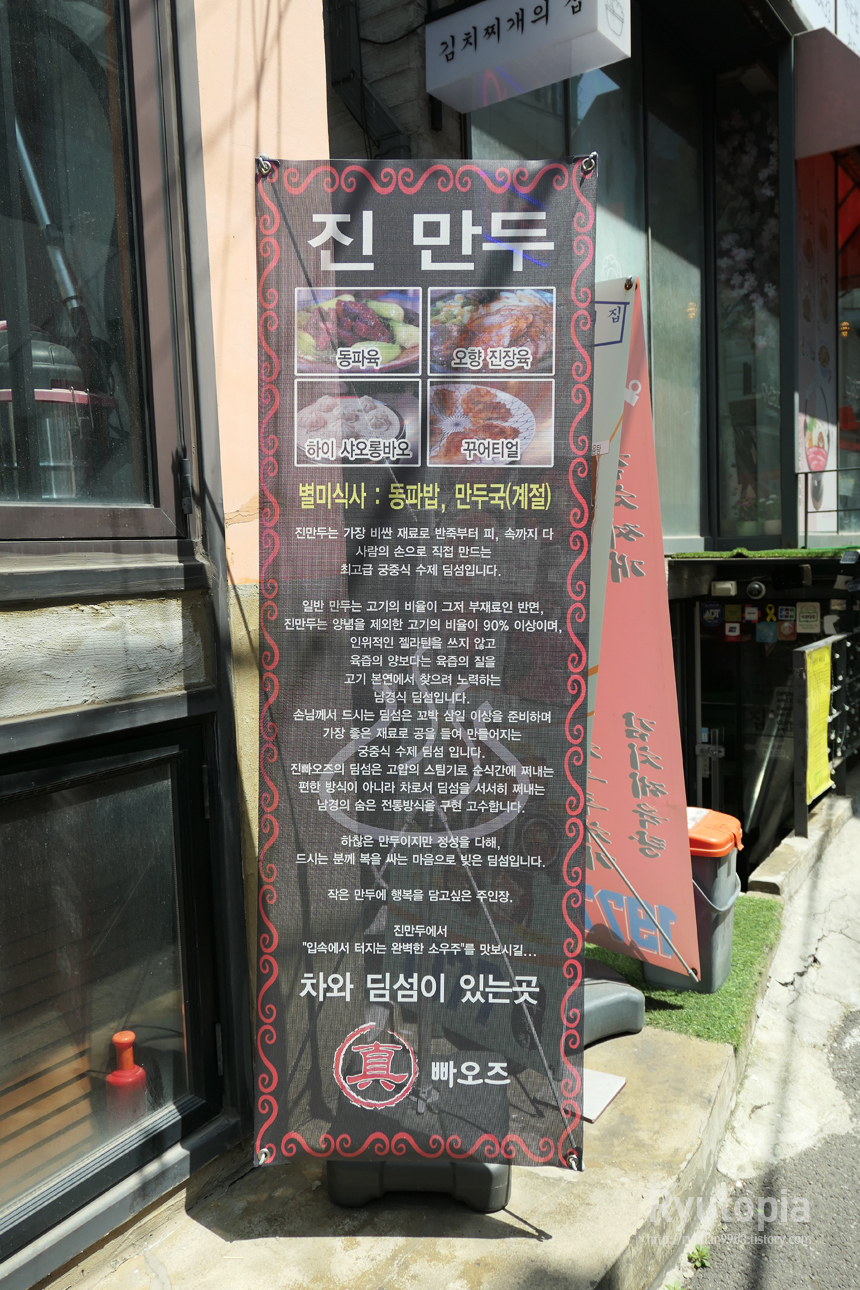 김치찌개의 집
진 만두
동파육
오향 진장육
하이 샤오롱바오
꾸어티얼
별미식사 : 동파밥, 만두국(계절)
진만두는 가장 비싼 재료로 반죽부터 피, 속까지 다
사람의 손으로 직접 만드는
최고급 궁중식 수제 딤섬입니다.
일반 만두는 고기의 비율이 그저 부재료인 반면,
진만두는 양념을 제외한 고기의 비율이 90% 이상이며,
인위적인 젤라틴을 쓰지 않고
육즙의 양보다는 육즙의 질을
고기 본연에서 찾으려 노력하는
남경식 딤섬입니다.
손님께서 드시는 딤섬은 꼬박 삼일 이상을 준비하며
가장 좋은 재료로 공을 들여 만들어지는
궁중식 수제 딤섬 입니다.
진빠오즈의 딤섬은 고압의 스팀기로 순식간에 쪄내는
편한 방식이 아니라 차로서 딤섬을 서서히 쪄내는
남경의 숨은 전통방식을 구현 고수합니다.
하찮은 만두이지만 정성을 다해,
드시는 분께 복을 싸는 마음으로 빚은 딤섬입니다.
작은 만두에 행복을 담고싶은 주인장.
진만두에서
"입속에서 터지는 완벽한 소우주"를 맛보시길...
차와 딤섬이 있는곳
真 빠오즈
집
김치제육쌈
197
Ryutopia